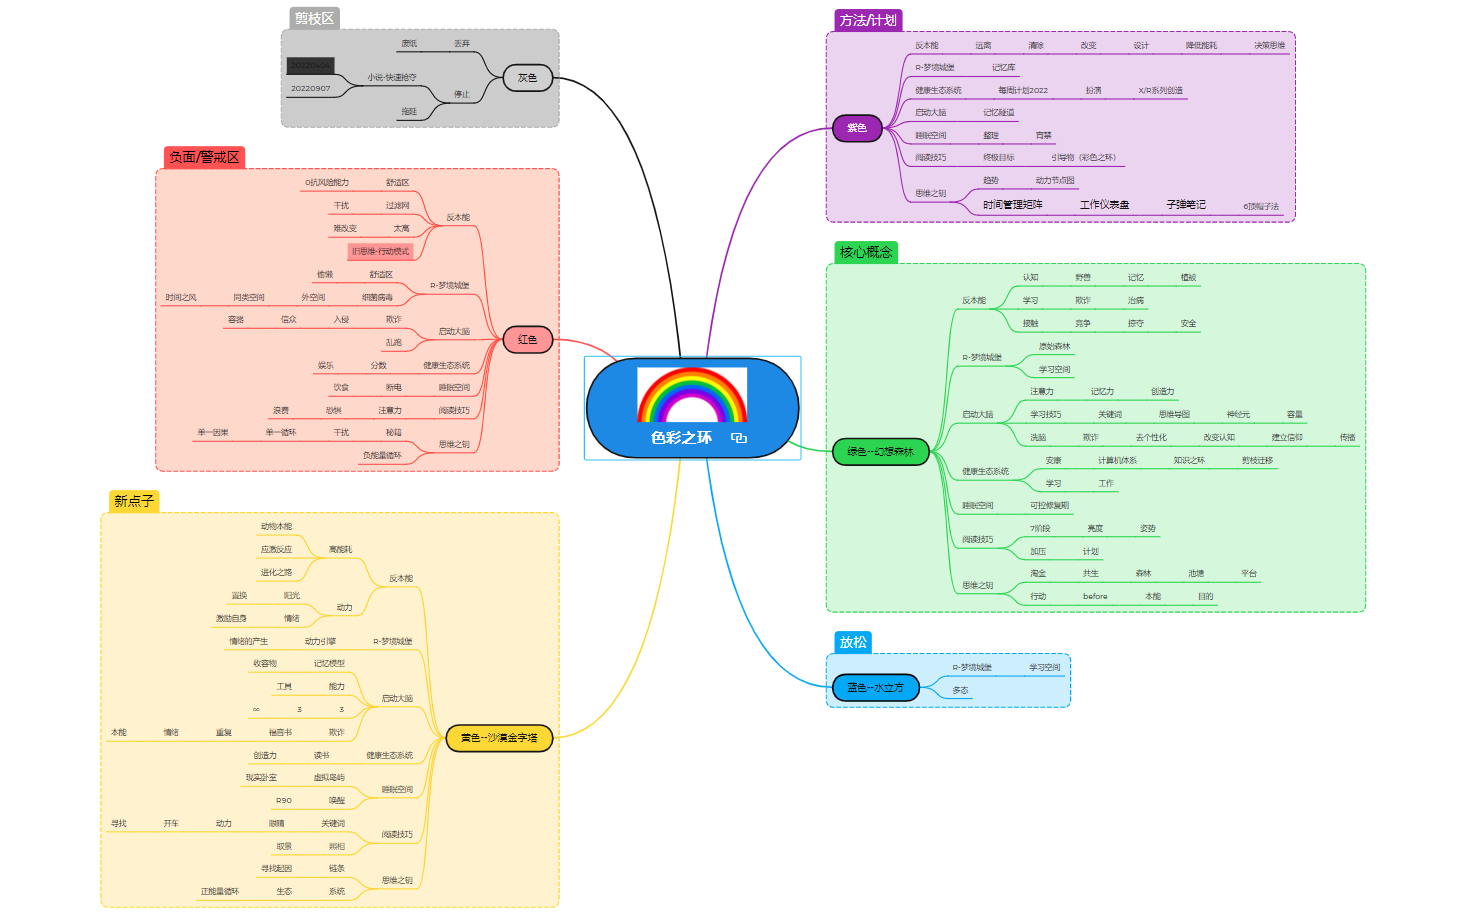 剪枝区
废纸 丢弃
20220904
小说-快速抢夺
20220907
停止
拖延
灰色
负面/警戒区
0抗风险能力 舒适区
干扰 过滤网
反本能
难改变 太高
旧思维-行动模式
偷懒 舒适区
R-梦境城堡
时间之风 同类空间 外空间 细菌病毒
容器 信众 入侵 欺诈
启动大脑
乱跑
红色
娱乐 分数 健康生态系统
饮食 断电 睡眠空间
浪费 恐惧 注意力 阅读技巧
单一因果 单一循环 干扰 秘籍
思维之钥
负能量循环
新点子
动物本能
应激反应 高能耗
进化之路
反本能
置换 阳光
动力
激励自身 情绪
情绪的产生 动力引擎 R-梦境城堡
收容物 记忆模型
工具 能力
启动大脑
∞ 3 3
本能 情绪 重复 福音书 欺诈
黄色--沙漠金字塔
创造力 读书 健康生态系统
现实卧室 虚拟岛屿
睡眠空间
R90 唤醒
寻找 开车 动力 眼睛 关键词
阅读技巧
取景 照相
寻找起因 链条
思维之钥
正能量循环 生态 系统
色彩之环
方法/计划
反本能 远离 清除 改变 设计 降低能耗 决策思维
R-梦境城堡 记忆库
健康生态系统 每周计划2022 扮演 X/R系列创造
启动大脑 记忆隧道
紫色
睡眠空间 整理 宵禁
阅读技巧 终极目标 引导物（彩色之环）
趋势 动力节点图
思维之钥
时间管理矩阵 工作仪表盘 子弹笔记 6顶帽子法
核心概念
认知 野兽 记忆 植被
反本能
学习 欺诈 治病
接触 竞争 掠夺 安全
原始森林
R-梦境城堡
学习空间
注意力 记忆力 创造力
启动大脑
学习技巧 关键词 思维导图 神经元 容量
洗脑 欺诈 去个性化 改变认知 建立信仰 传播
绿色--幻想森林
安康 计算机体系 知识之环 剪枝迁移
健康生态系统
学习 工作
睡眠空间 可控修复期
7阶段 亮度 姿势
阅读技巧
加压 计划
淘金 共生 森林 池塘 平台
思维之钥
行动 before 本能 目的
放松
R-梦境城堡 学习空间
蓝色--水立方
多态